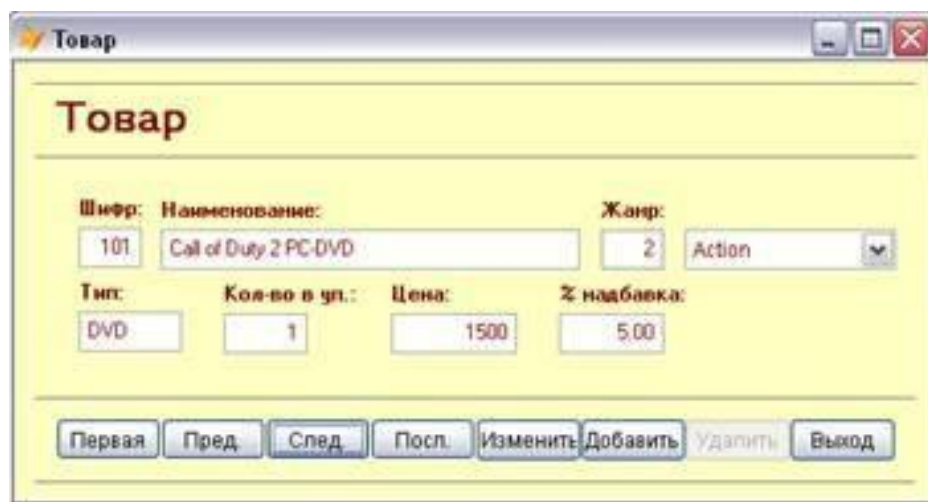 Товар
Товар
Шифр: Наименование: Жанр:
101 Call of Duty 2 PC-DVD 2 Action
Тип: Кол-во в уп.: Цена: % надбавка:
DVD 1 1500 5,00
Первая Пред. След. Посл. Изменить Добавить Удалить Выход